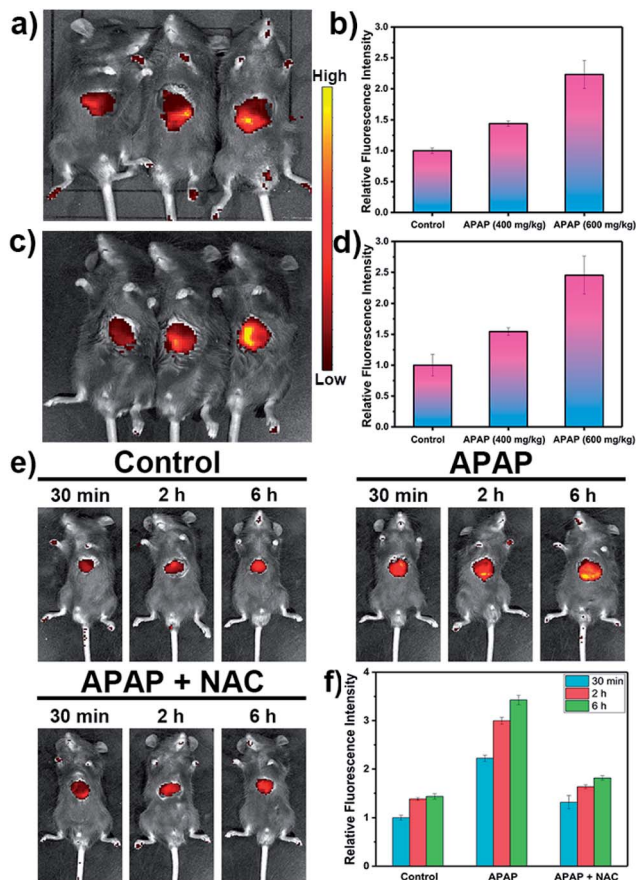 a)
High
Low
b)
Relative Fluorescence Intensity
3.0
2.5
2.0
1.5
1.0
0.5
0.0
Control
APAP (400 mg/kg)
APAP (600 mg/kg)
c)
d)
Relative Fluorescence Intensity
3.0
2.5
2.0
1.5
1.0
0.5
0.0
Control
APAP (400 mg/kg)
APAP (600 mg/kg)
e)
Control
30 min
2 h
6 h
APAP
30 min
2 h
6 h
APAP + NAC
30 min
2 h
6 h
f)
Relative Fluorescence Intensity
4
3
2
1
0
30 min
2 h
6 h
Control
APAP
APAP + NAC